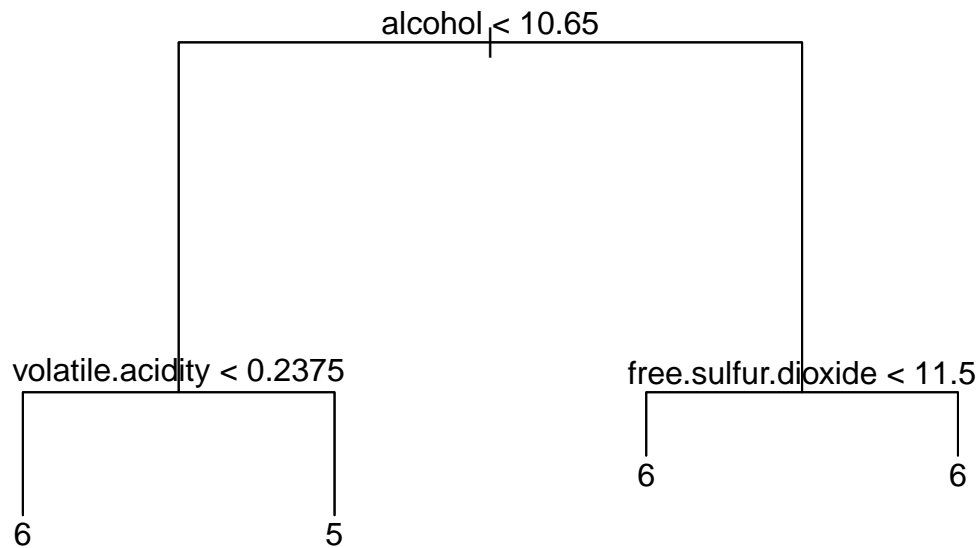 alcohol < 10.65
volatile.acidity < 0.2375
free.sulfur.dioxide < 11.5
6
6
6
5